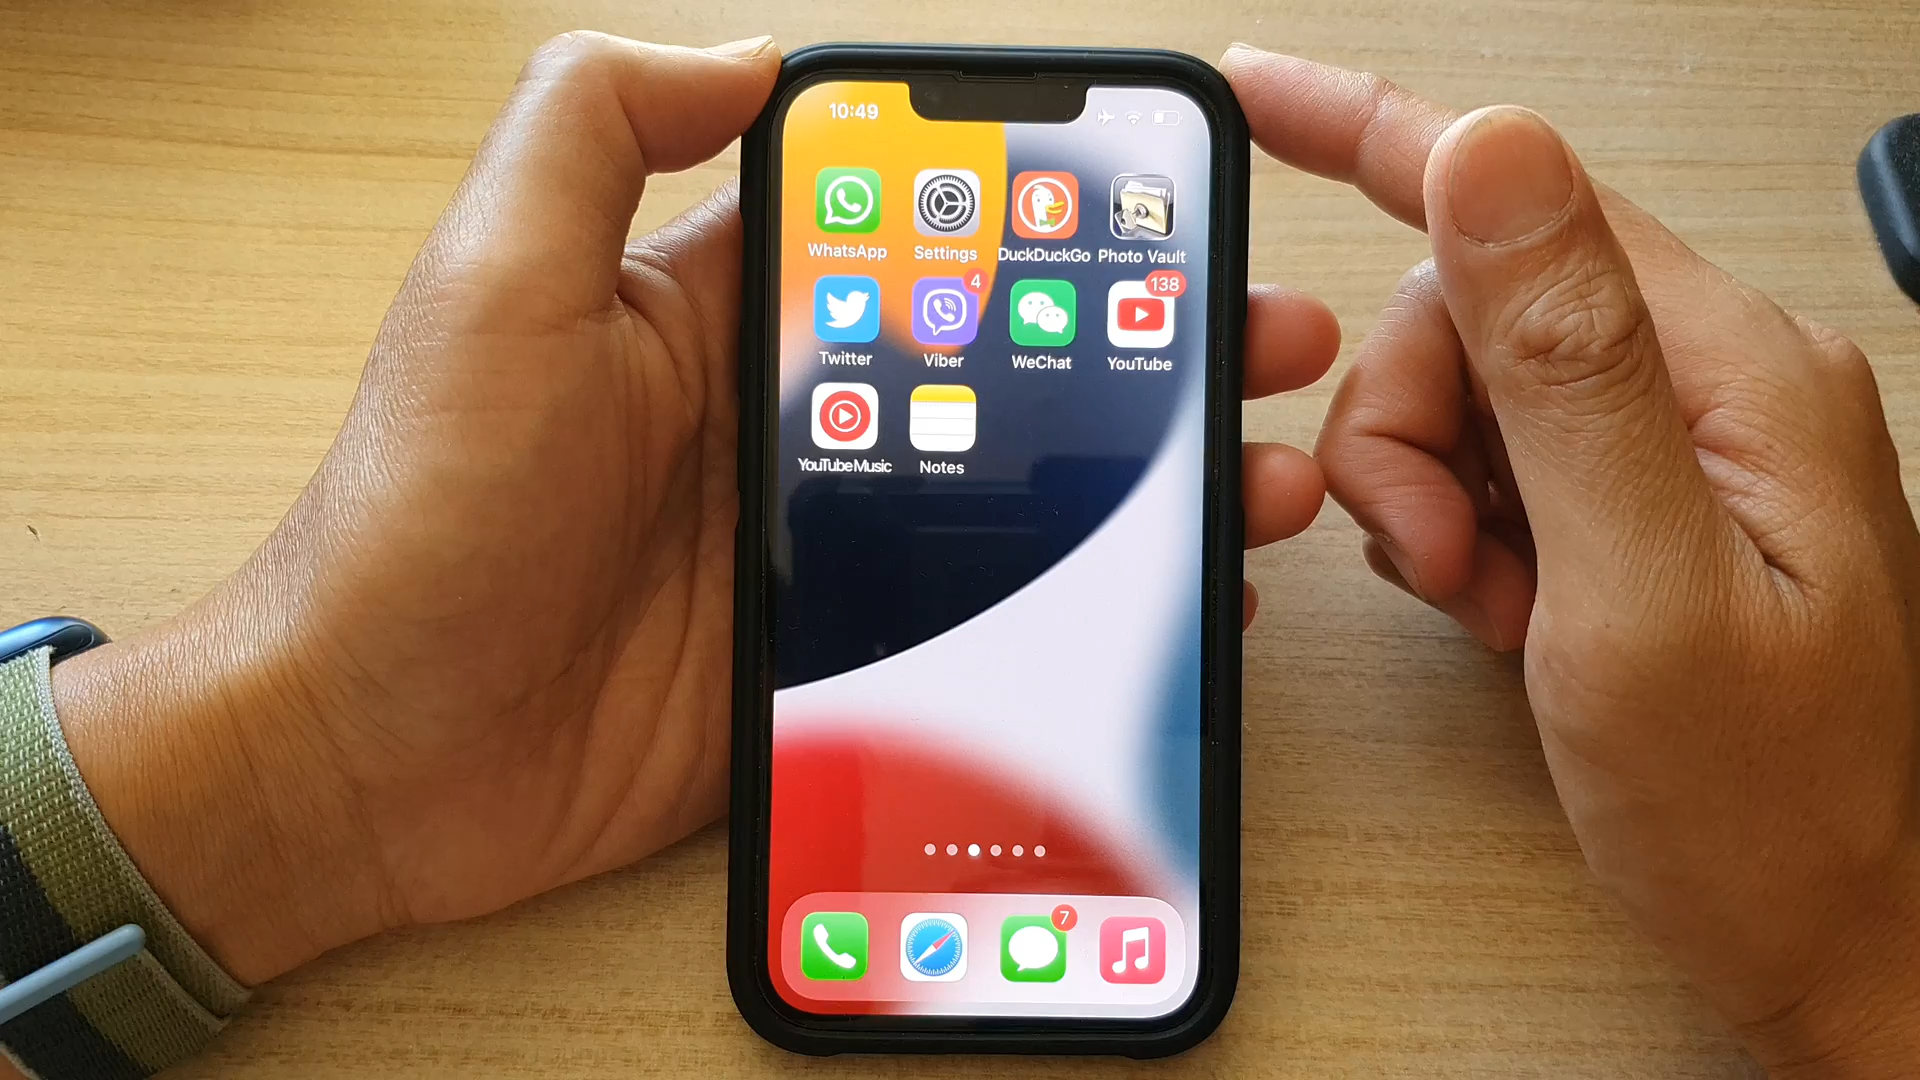 10:49
WhatsApp Settings DuckDuckGo Photo Vault
4 138
Twitter Viber WeChat YouTube
YouTube Music Notes
7